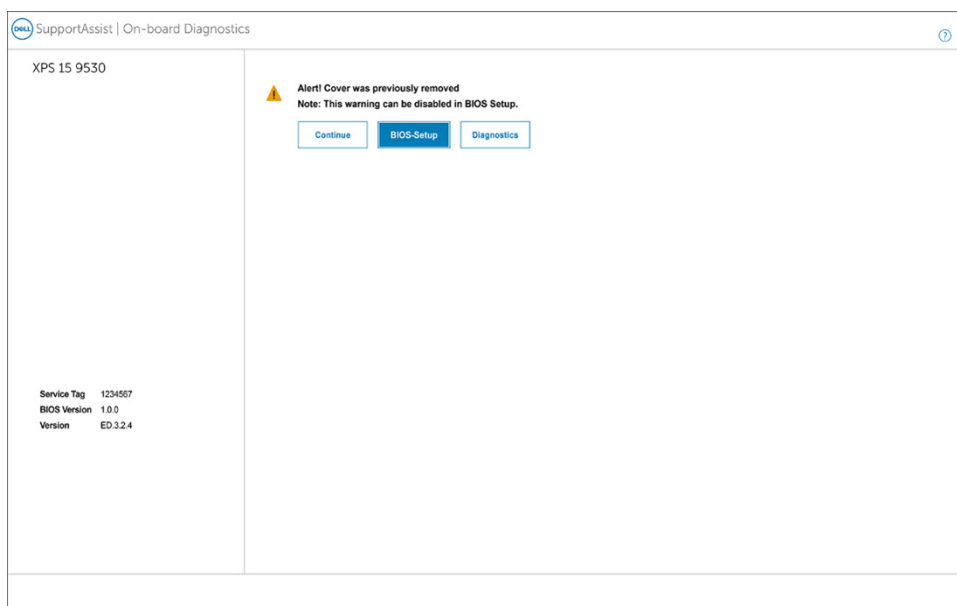 DELL SupportAssist | On-board Diagnostics
?
XPS 15 9530
Alert! Cover was previously removed
Note: This warning can be disabled in BIOS Setup.
Continue BIOS-Setup Diagnostics
Service Tag 1234567
BIOS Version 1.0.0
Version ED.3.2.4